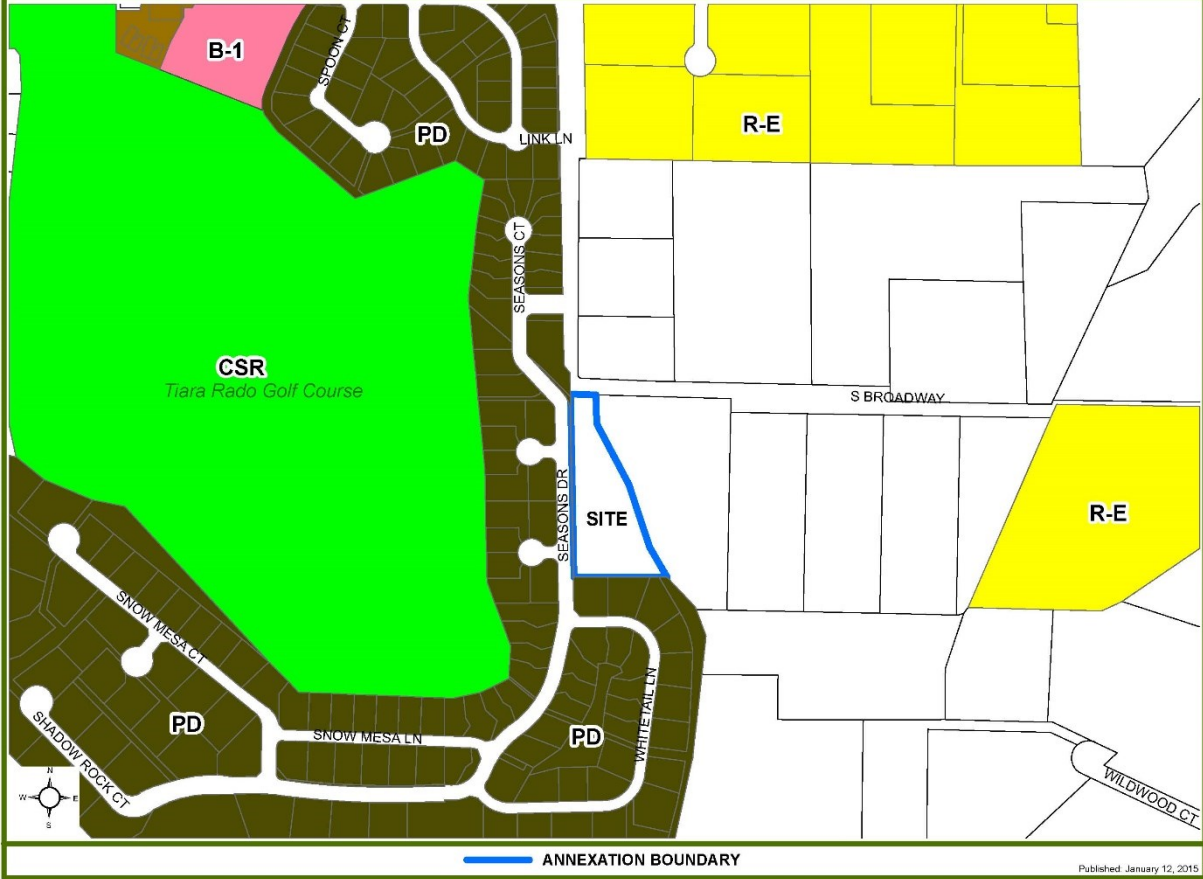 B-1
SPOON CT
PD
LINK LN
R-E
SEASONS CT
CSR
Tiara Rado Golf Course
S BROADWAY
SEASONS DR
SITE
R-E
SNOW MESA CT
WHITETAIL LN
PD
SHADOW ROCK CT
SNOW MESA LN
PD
WILDWOOD CT
N
W
E
S
ANNEXATION BOUNDARY
Published: January 12, 2015